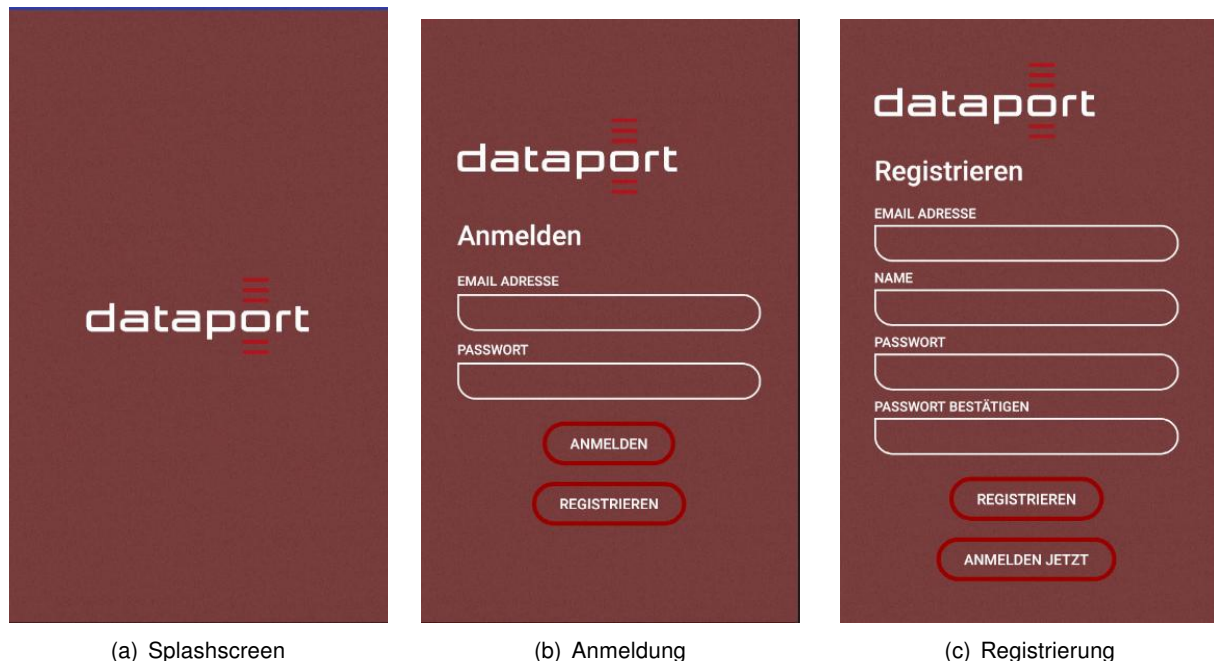 dataport
(a) Splashscreen
dataport
Anmelden
EMAIL ADRESSE
PASSWORT
ANMELDEN
REGISTRIEREN
(b) Anmeldung
dataport
Registrieren
EMAIL ADRESSE
NAME
PASSWORT
PASSWORT BESTÄTIGEN
REGISTRIEREN
ANMELDEN JETZT
(c) Registrierung